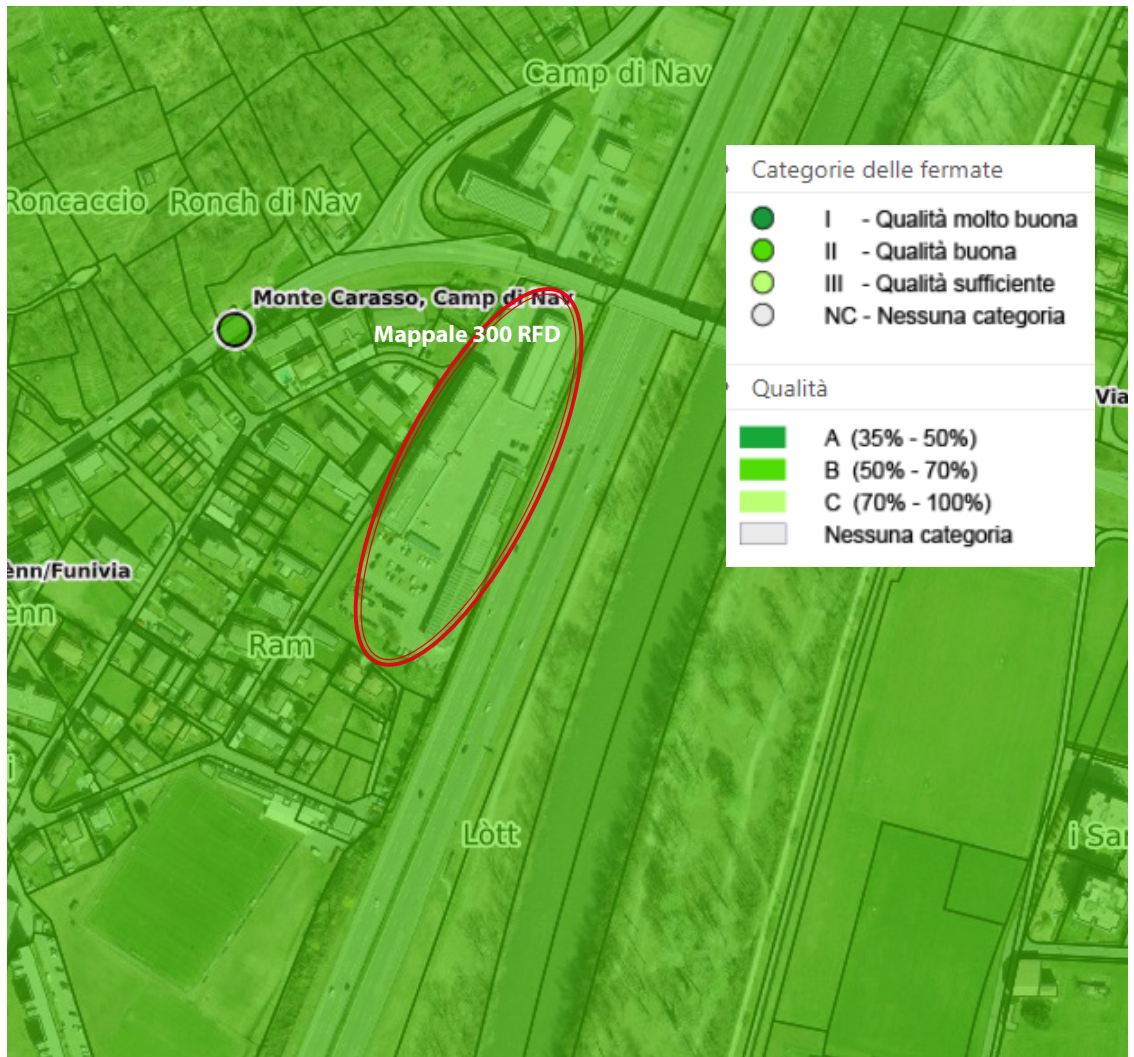 Camp di Nav
Roncaccio
Ronch di Nav
Monte Carasso, Camp di Nav
Mappale 300 RFD
Categorie delle fermate
I - Qualità molto buona
II - Qualità buona
III - Qualità sufficiente
NC - Nessuna categoria
Qualità
A (35% - 50%)
B (50% - 70%)
C (70% - 100%)
Nessuna categoria
Via
ènn/Funivia
ènn
Ram
i
Lòtt
i Sar